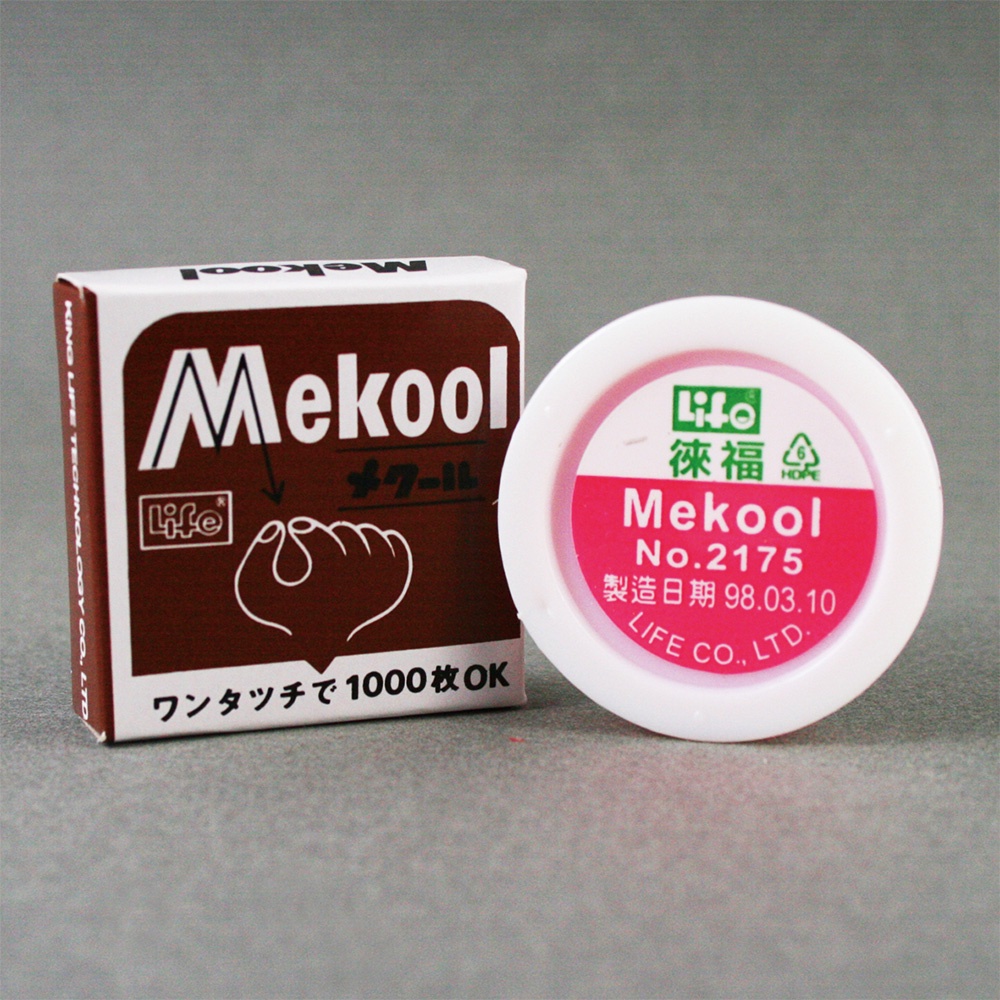 Mekool
KING LIFE TECHNOLOGY CO., LTD
Mekool
メクール
Life®
ワンタツチで1000枚OK
Life®
徠福
6
HDPE
Mekool
No.2175
製造日期 98.03.10
LIFE CO., LTD.